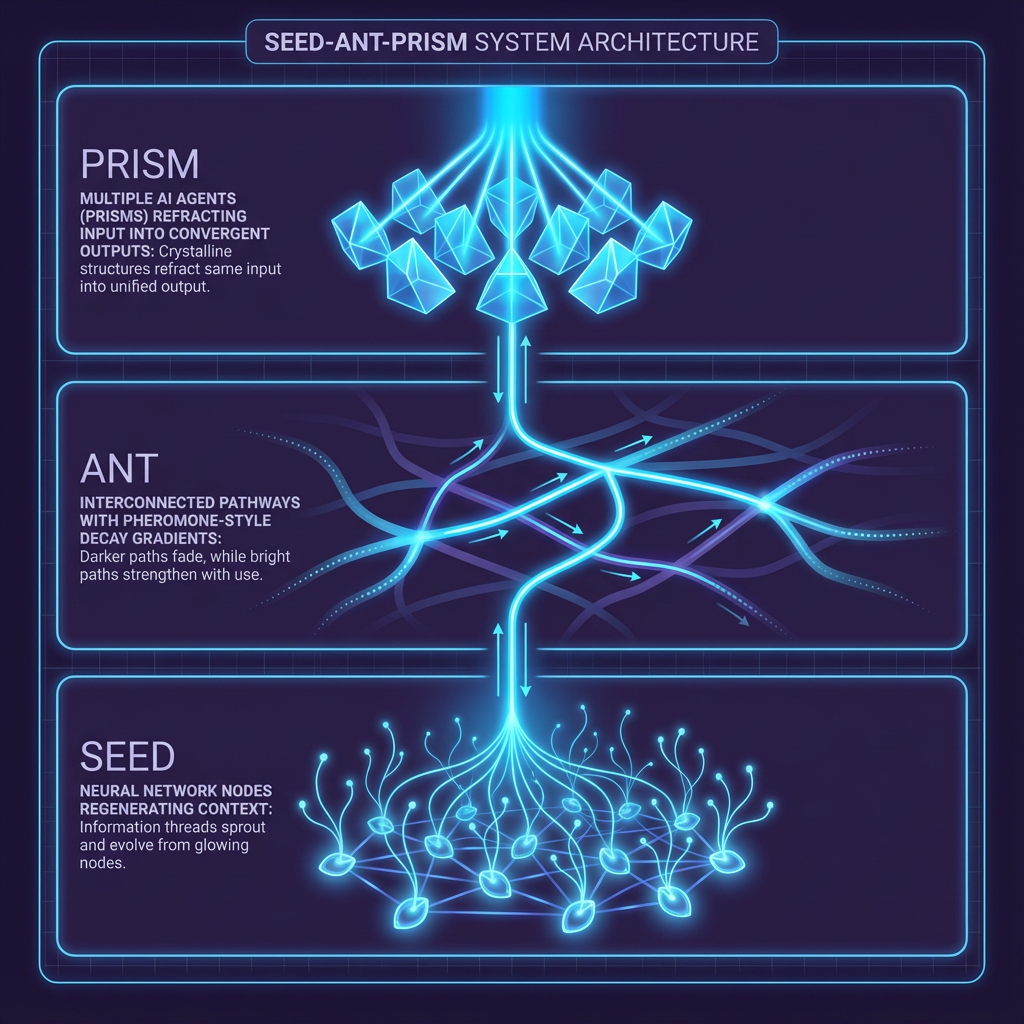 SEED-ANT-PRISM SYSTEM ARCHITECTURE
PRISM
MULTIPLE AI AGENTS
(PRISMS) REFRACTING
INPUT INTO CONVERGENT
OUTPUTS: Crystalline
structures refract same input
into unified output.
ANT
INTERCONNECTED PATHWAYS
WITH PHEROMONE-STYLE
DECAY GRADIENTS:
Darker paths fade, while bright
paths strengthen with use.
SEED
NEURAL NETWORK NODES
REGENERATING CONTEXT:
Information threads sprout
and evolve from glowing
nodes.